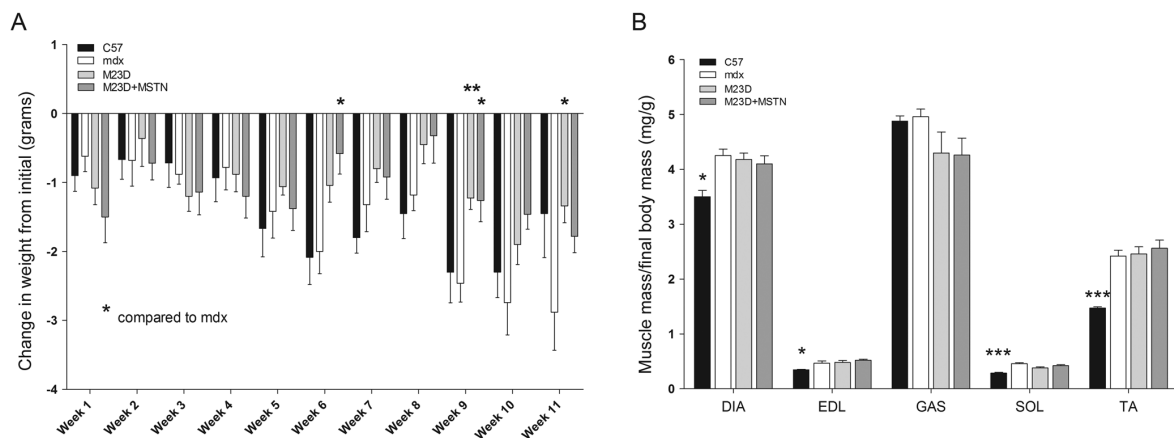 A
Change in weight from initial (grams)
1
0
-1
-2
-3
-4
C57
mdx
M23D
M23D+MSTN
*
**
*
*
* compared to mdx
Week 1
Week 2
Week 3
Week 4
Week 5
Week 6
Week 7
Week 8
Week 9
Week 10
Week 11
B
Muscle mass/final body mass (mg/g)
6
5
4
3
2
1
0
C57
mdx
M23D
M23D+MSTN
*
*
***
***
DIA
EDL
GAS
SOL
TA